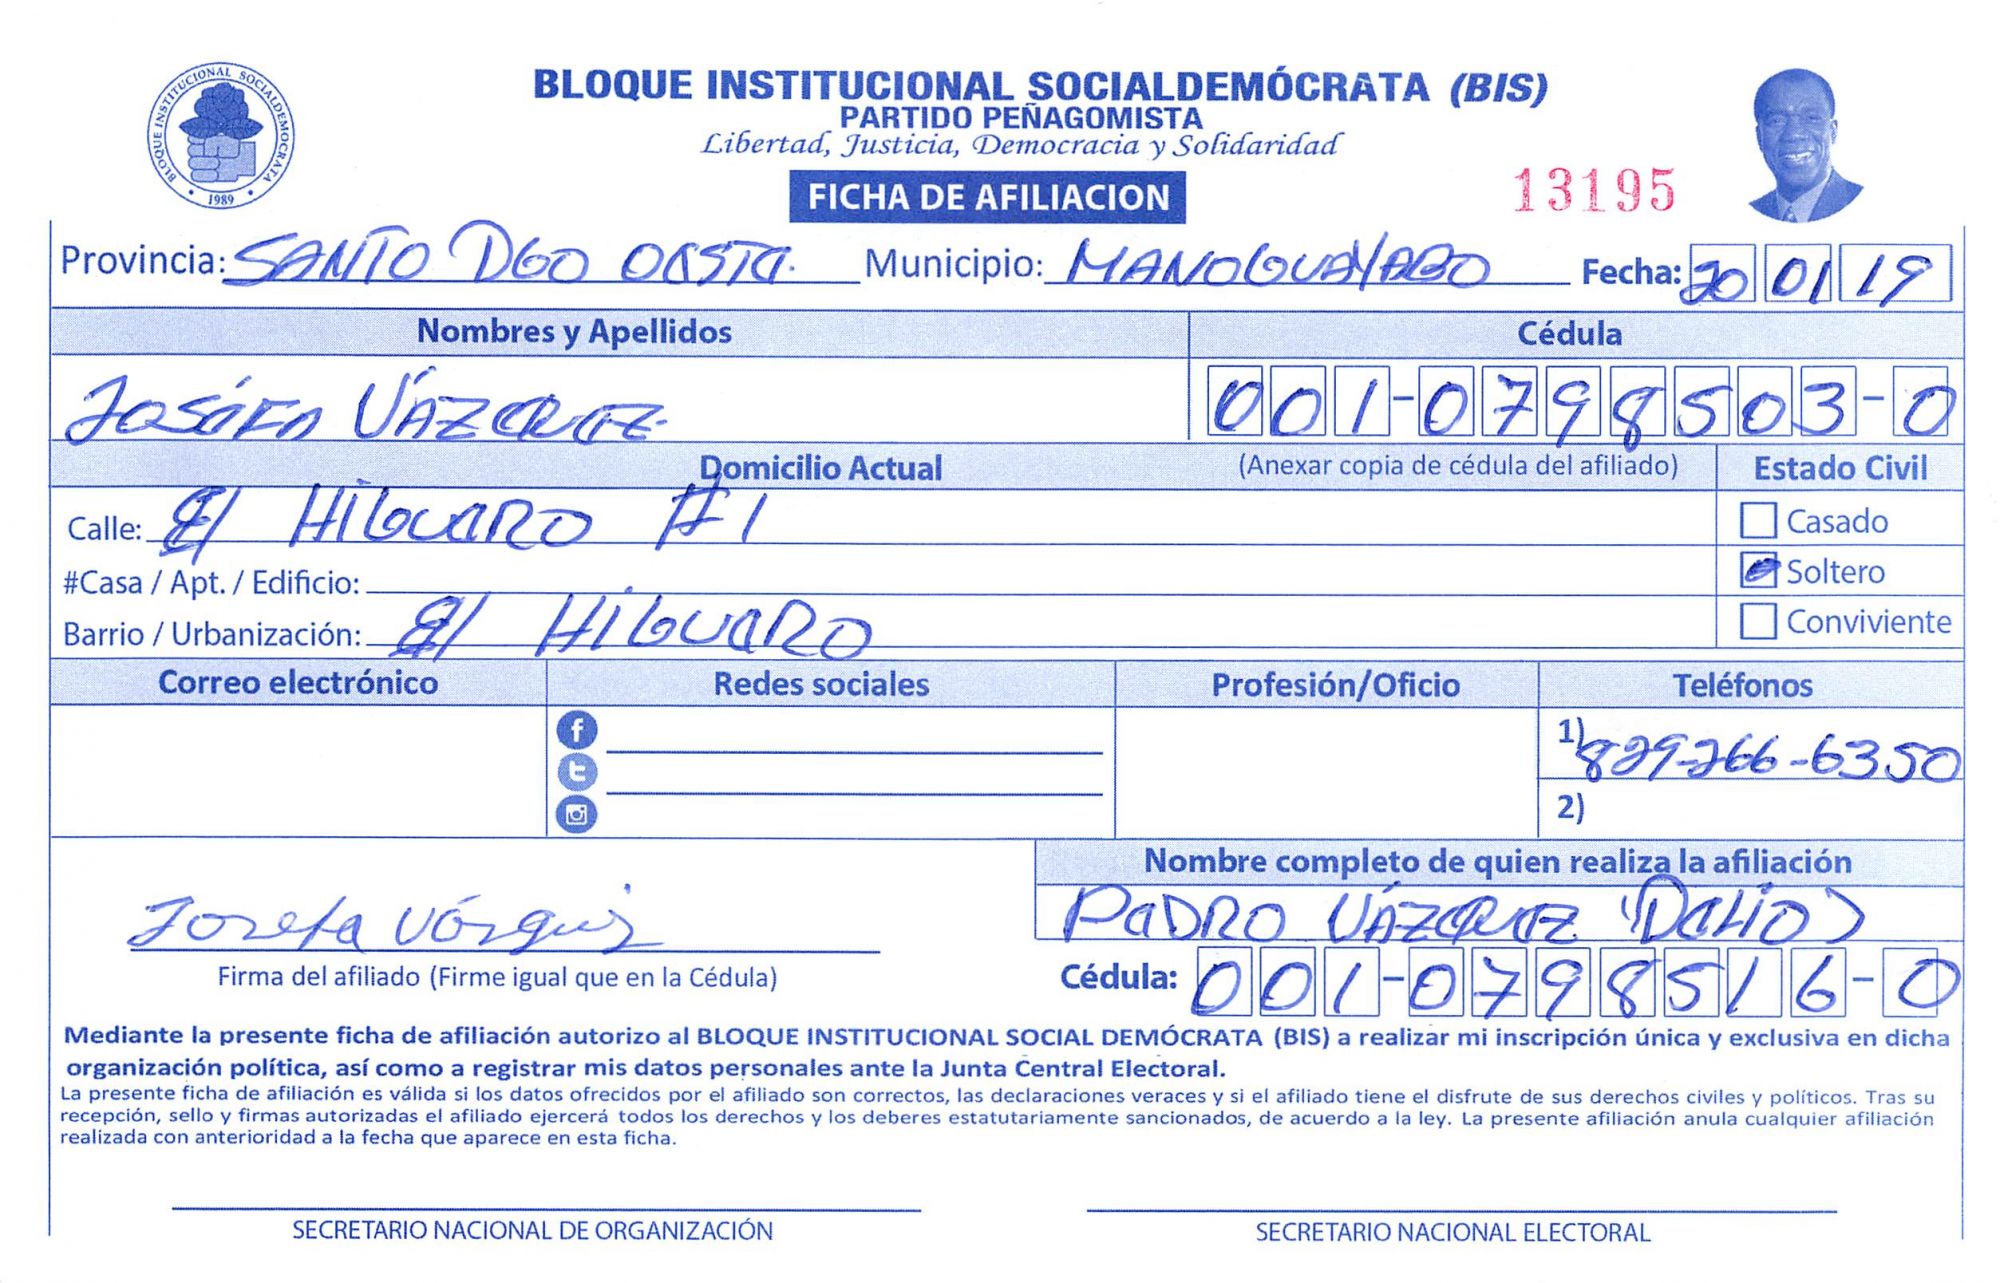 BLOQUE INSTITUCIONAL SOCIALDEMÓCRATA (BIS)
PARTIDO PEÑAGOMISTA
Libertad, Justicia, Democracia y Solidaridad
BLOQUE INSTITUCIONAL SOCIALDEMOCRATA
1989
FICHA DE AFILIACION
13195
Provincia: SANTO DGO OESTE. Municipio: MANOGUAYABO Fecha: 20 01 19
Nombres y Apellidos Cédula
JOSEFA VÁZQUEZ 001-0798503-0
Domicilio Actual (Anexar copia de cédula del afiliado) Estado Civil
Calle: El HiGUERO #1 Casado
#Casa / Apt. / Edificio: Soltero
Barrio / Urbanización: El HiGUERO Conviviente
Correo electrónico Redes sociales Profesión/Oficio Teléfonos
1) 829-266-6350
2)
Nombre completo de quien realiza la afiliación
Josefa Vásquez PEDRO VÁZQUEZ (DELIO)
Firma del afiliado (Firme igual que en la Cédula) Cédula: 001-0798516-0
Mediante la presente ficha de afiliación autorizo al BLOQUE INSTITUCIONAL SOCIAL DEMÓCRATA (BIS) a realizar mi inscripción única y exclusiva en dicha
organización política, así como a registrar mis datos personales ante la Junta Central Electoral.
La presente ficha de afiliación es válida si los datos ofrecidos por el afiliado son correctos, las declaraciones veraces y si el afiliado tiene el disfrute de sus derechos civiles y políticos. Tras su
recepción, sello y firmas autorizadas el afiliado ejercerá todos los derechos y los deberes estatutariamente sancionados, de acuerdo a la ley. La presente afiliación anula cualquier afiliación
realizada con anterioridad a la fecha que aparece en esta ficha.
SECRETARIO NACIONAL DE ORGANIZACIÓN SECRETARIO NACIONAL ELECTORAL